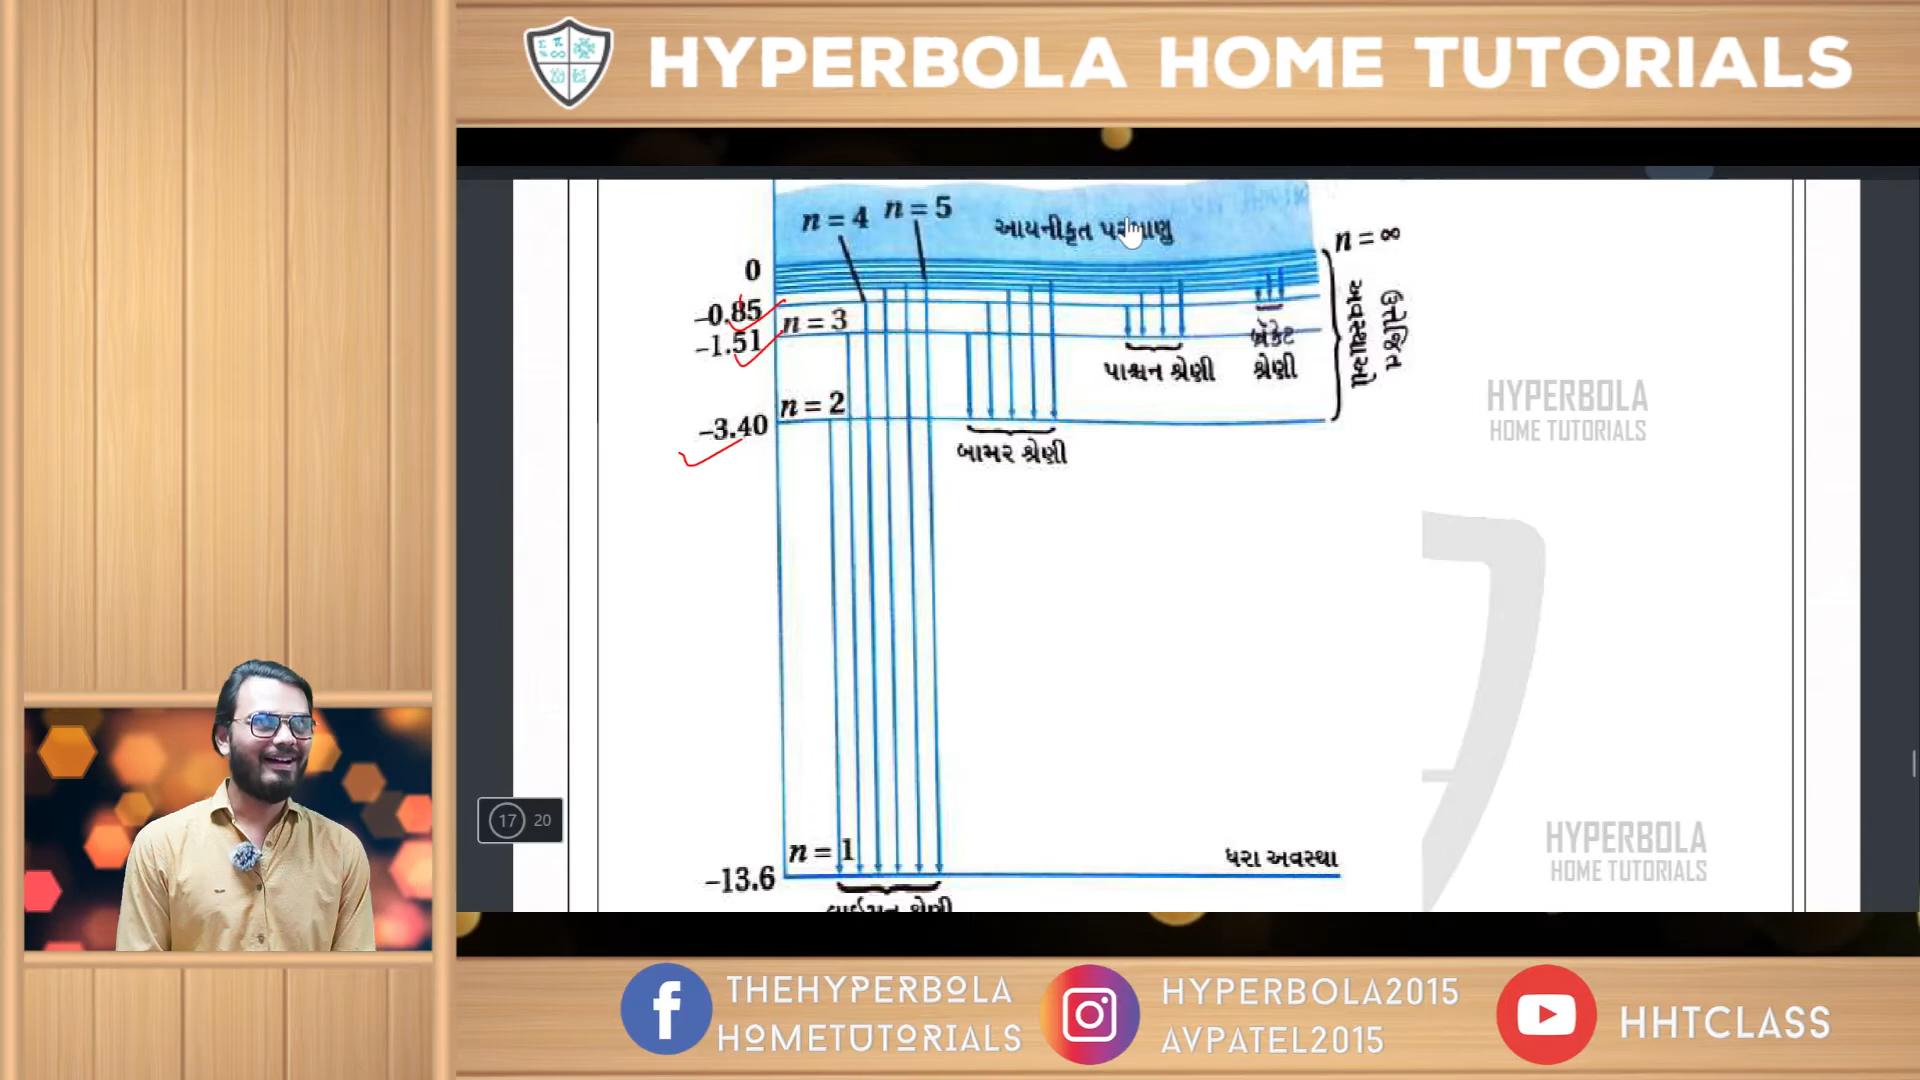 HYPERBOLA HOME TUTORIALS
n = 4 n = 5
આયનીકૃત
n = ∞
0
–0.85
n = 3
–1.51
ઉત્તેજિત
અવસ્થાઓ
બ્રૅકેટ
શ્રેણી
પાશ્ચન શ્રેણી
n = 2
–3.40
બામર શ્રેણી
HYPERBOLA
HOME TUTORIALS
n = 1
ધરા અવસ્થા
–13.6
HYPERBOLA
HOME TUTORIALS
17 20
THEHYPERBOLA
HOMETUTORIALS
HYPERBOLA2015
AVPATEL2015
HHTCLASS